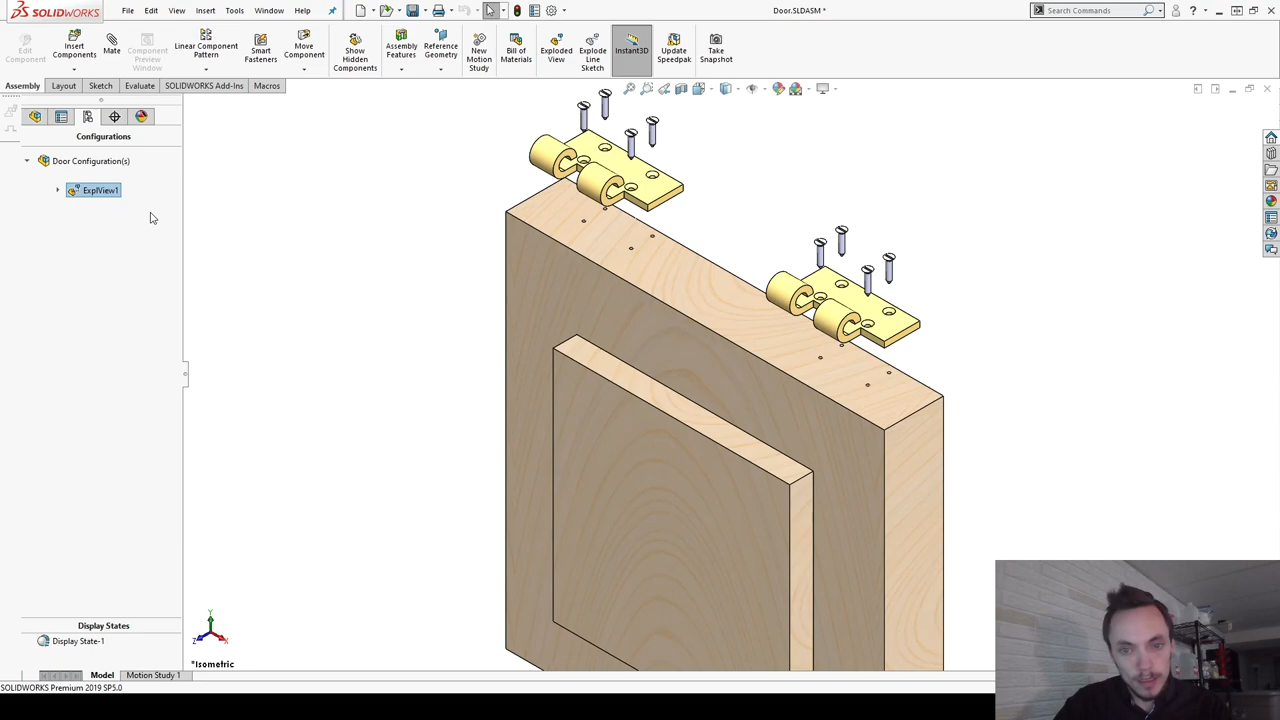 SOLIDWORKS
File
Edit
View
Insert
Tools
Window
Help
Door.SLDASM *
Search Commands
Edit
Component
Insert
Components
Mate
Component
Preview
Window
Linear Component
Pattern
Smart
Fasteners
Move
Component
Show
Hidden
Components
Assembly
Features
Reference
Geometry
New
Motion
Study
Bill of
Materials
Exploded
View
Explode
Line
Sketch
Instant3D
Update
Speedpak
Take
Snapshot
Assembly
Layout
Sketch
Evaluate
SOLIDWORKS Add-Ins
Macros
Configurations
Door Configuration(s)
ExplView1
Display States
Display State-1
Y
Z
X
*Isometric
Model
Motion Study 1
SOLIDWORKS Premium 2019 SP5.0